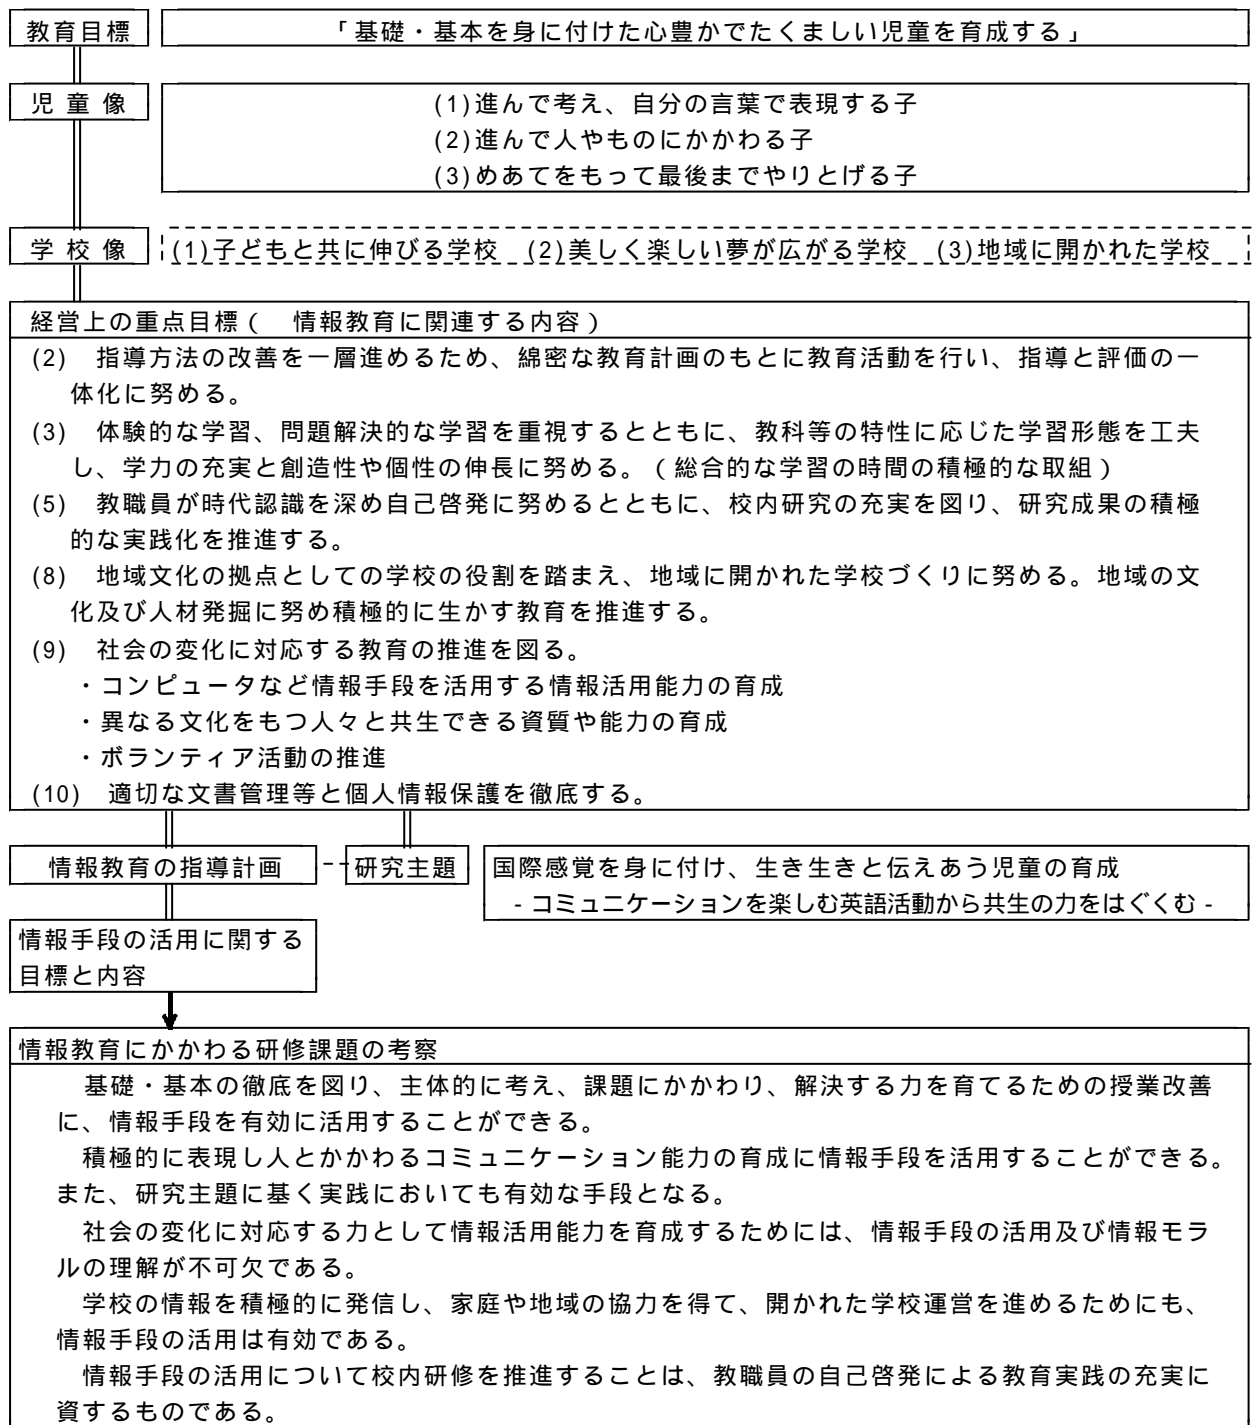 教育目標 「基礎・基本を身に付けた心豊かでたくましい児童を育成する」
児童像 (1)進んで考え、自分の言葉で表現する子
(2)進んで人やものにかかわる子
(3)めあてをもって最後までやりとげる子
学校像 (1)子どもと共に伸びる学校 (2)美しく楽しい夢が広がる学校 (3)地域に開かれた学校
経営上の重点目標( 情報教育に関連する内容)
(2) 指導方法の改善を一層進めるため、綿密な教育計画のもとに教育活動を行い、指導と評価の一
体化に努める。
(3) 体験的な学習、問題解決的な学習を重視するとともに、教科等の特性に応じた学習形態を工夫
し、学力の充実と創造性や個性の伸長に努める。(総合的な学習の時間の積極的な取組)
(5) 教職員が時代認識を深め自己啓発に努めるとともに、校内研究の充実を図り、研究成果の積極
的な実践化を推進する。
(8) 地域文化の拠点としての学校の役割を踏まえ、地域に開かれた学校づくりに努める。地域の文
化及び人材発掘に努め積極的に生かす教育を推進する。
(9) 社会の変化に対応する教育の推進を図る。
・コンピュータなど情報手段を活用する情報活用能力の育成
・異なる文化をもつ人々と共生できる資質や能力の育成
・ボランティア活動の推進
(10) 適切な文書管理等と個人情報保護を徹底する。
情報教育の指導計画 研究主題 国際感覚を身に付け、生き生きと伝えあう児童の育成
-コミュニケーションを楽しむ英語活動から共生の力をはぐくむ-
情報手段の活用に関する
目標と内容
情報教育にかかわる研修課題の考察
基礎・基本の徹底を図り、主体的に考え、課題にかかわり、解決する力を育てるための授業改善
に、情報手段を有効に活用することができる。
積極的に表現し人とかかわるコミュニケーション能力の育成に情報手段を活用することができる。
また、研究主題に基く実践においても有効な手段となる。
社会の変化に対応する力として情報活用能力を育成するためには、情報手段の活用及び情報モラ
ルの理解が不可欠である。
学校の情報を積極的に発信し、家庭や地域の協力を得て、開かれた学校運営を進めるためにも、
情報手段の活用は有効である。
情報手段の活用について校内研修を推進することは、教職員の自己啓発による教育実践の充実に
資するものである。